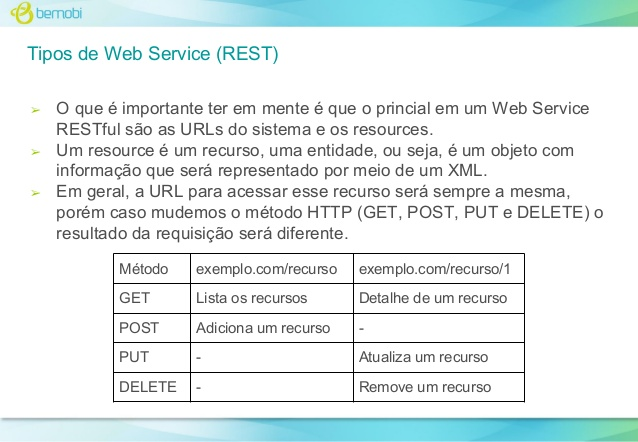 bemobi
Tipos de Web Service (REST)
➢ O que é importante ter em mente é que o princial em um Web Service
RESTful são as URLs do sistema e os resources.
➢ Um resource é um recurso, uma entidade, ou seja, é um objeto com
informação que será representado por meio de um XML.
➢ Em geral, a URL para acessar esse recurso será sempre a mesma,
porém caso mudemos o método HTTP (GET, POST, PUT e DELETE) o
resultado da requisição será diferente.
Método exemplo.com/recurso exemplo.com/recurso/1
GET Lista os recursos Detalhe de um recurso
POST Adiciona um recurso -
PUT - Atualiza um recurso
DELETE - Remove um recurso